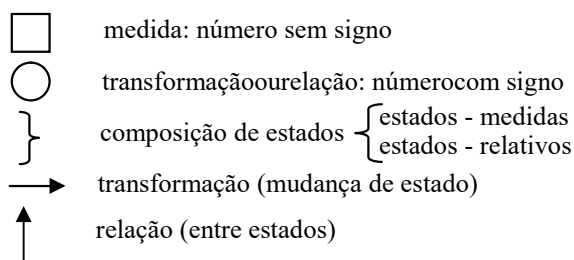 medida: número sem signo
transformaçãoourelação: númerocom signo
composição de estados
estados - medidas
estados - relativos
transformação (mudança de estado)
relação (entre estados)